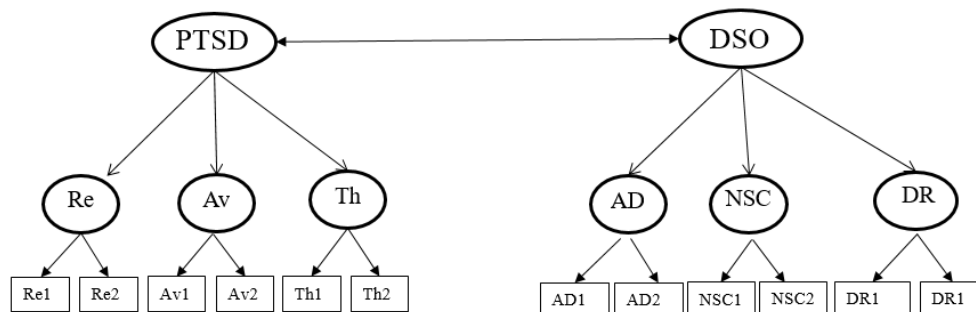 PTSD DSO
Re Av Th AD NSC DR
Re1 Re2 Av1 Av2 Th1 Th2 AD1 AD2 NSC1 NSC2 DR1 DR1